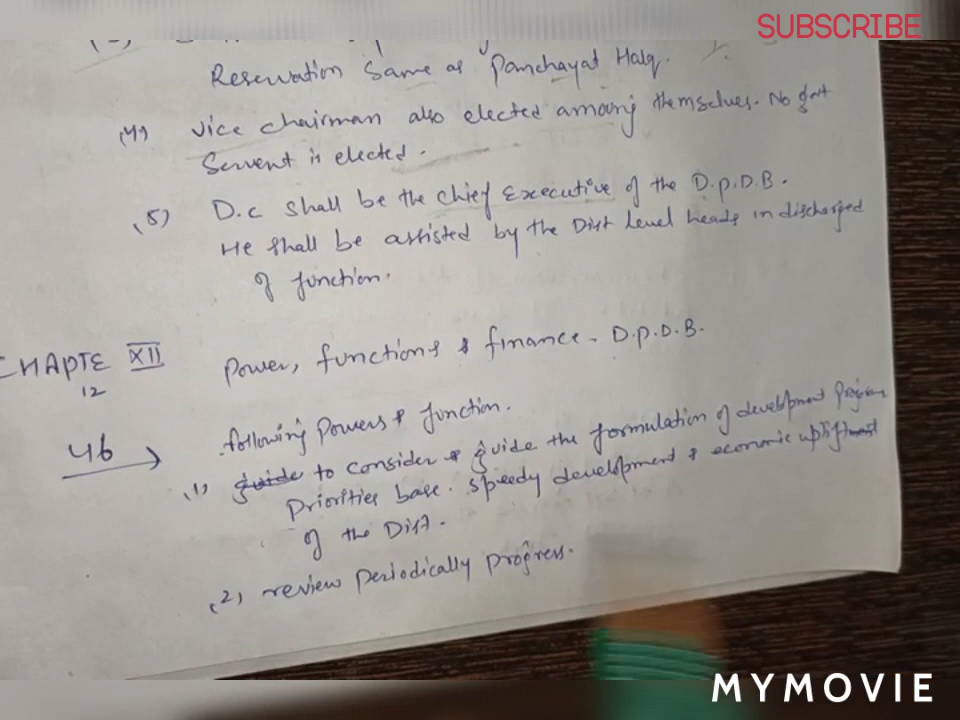 SUBSCRIBE
Reservation Same as Panchayat Halq.
(4) Vice chairman also elected among themselves. No govt
Servent is elected.
(5) D.C shall be the chief Executive of the D.P.D.B.
He shall be assisted by the Dist Level heads in discharged
of function.
CHAPTE XII Power, functions & finance - D.P.D.B.
12
46 → following Powers & function.
(1) guide to consider & guide the formulation of development Program
Priorities base. speedy development & economic upliftment
of the Dist.
(2) review Periodically progress.
MYMOVIE